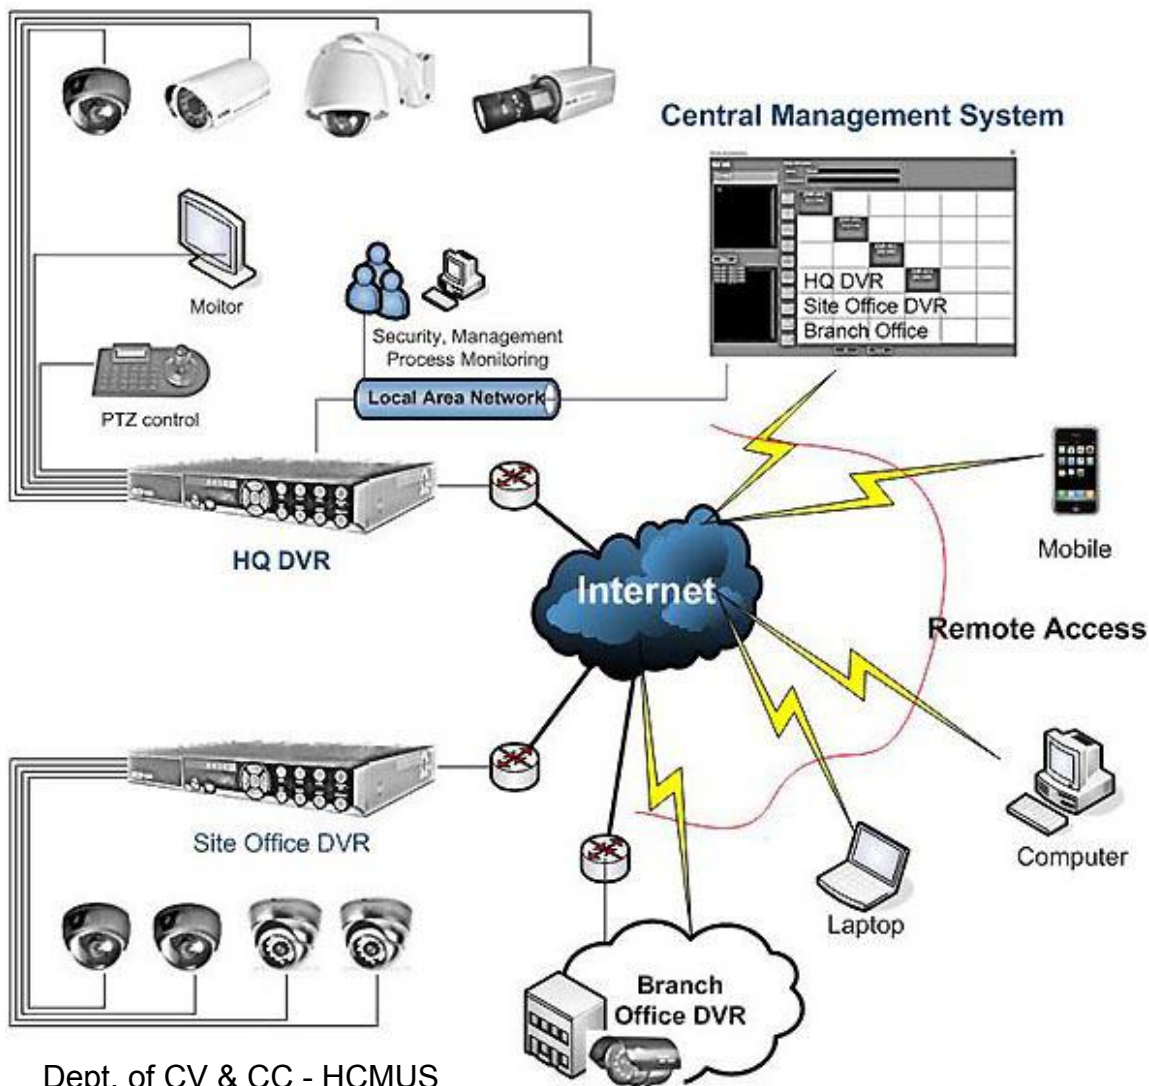 Central Management System
HQ DVR
Site Office DVR
Branch Office
Moitor
Security, Management
Process Monitoring
Local Area Network
PTZ control
HQ DVR
Internet
Mobile
Remote Access
Site Office DVR
Computer
Laptop
Branch
Office DVR
Dept. of CV & CC - HCMUS